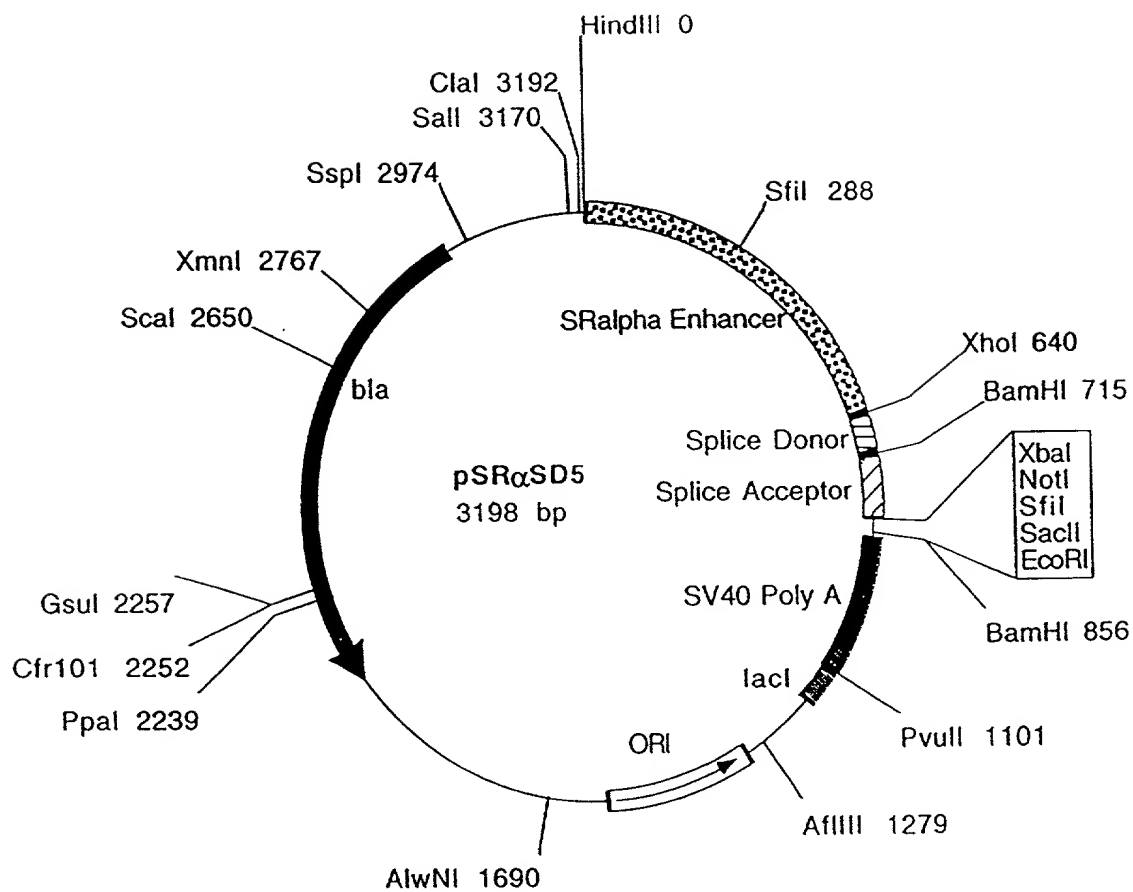 HindIII 0
ClaI 3192
SalI 3170
SspI 2974
SfiI 288
XmnI 2767
ScaI 2650
SRalpha Enhancer
XhoI 640
bla
BamHI 715
Splice Donor
pSRαSD5
3198 bp
Splice Acceptor
XbaI
NotI
SfiI
SacII
EcoRI
SV40 Poly A
GsuI 2257
BamHI 856
Cfr101 2252
lacI
PpaI 2239
PvuII 1101
ORI
AflIII 1279
AlwNI 1690